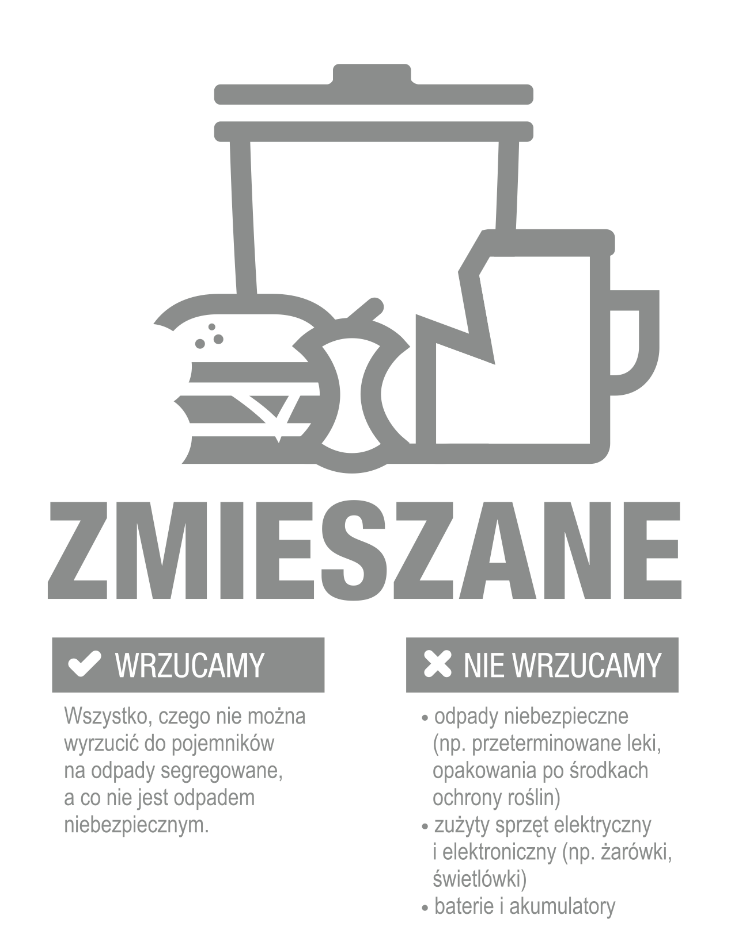 ZMIESZANE
WRZUCAMY
Wszystko, czego nie można
wyrzucić do pojemników
na odpady segregowane,
a co nie jest odpadem
niebezpiecznym.
NIE WRZUCAMY
• odpady niebezpieczne
(np. przeterminowane leki,
opakowania po środkach
ochrony roślin)
• zużyty sprzęt elektryczny
i elektroniczny (np. żarówki,
świetlówki)
• baterie i akumulatory